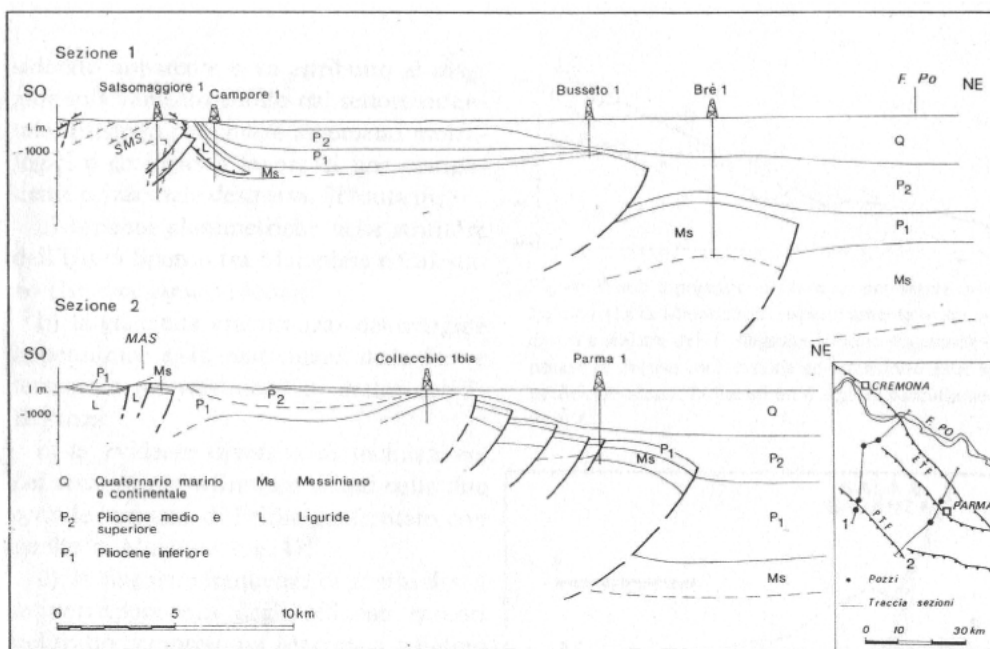 Sezione 1
SO
Salsomaggiore 1
Campore 1
Busseto 1
Bré 1
F. Po
NE
l m.
-1000
SMS
L
P2
P1
Ms
Q
P2
Ms
P1
Ms
Sezione 2
SO
MAS
P1
Ms
Collecchio 1bis
Parma 1
NE
l m
-1000
L
P1
P2
P1
Ms
Q
P2
P1
Ms
Q Quaternario marino e continentale
Ms Messiniano
P2 Pliocene medio e superiore
L Liguride
P1 Pliocene inferiore
0 5 10 km
CREMONA
F. PO
ETF
PARMA
1
2
Pozzi
Traccia sezioni
0 10 30 km